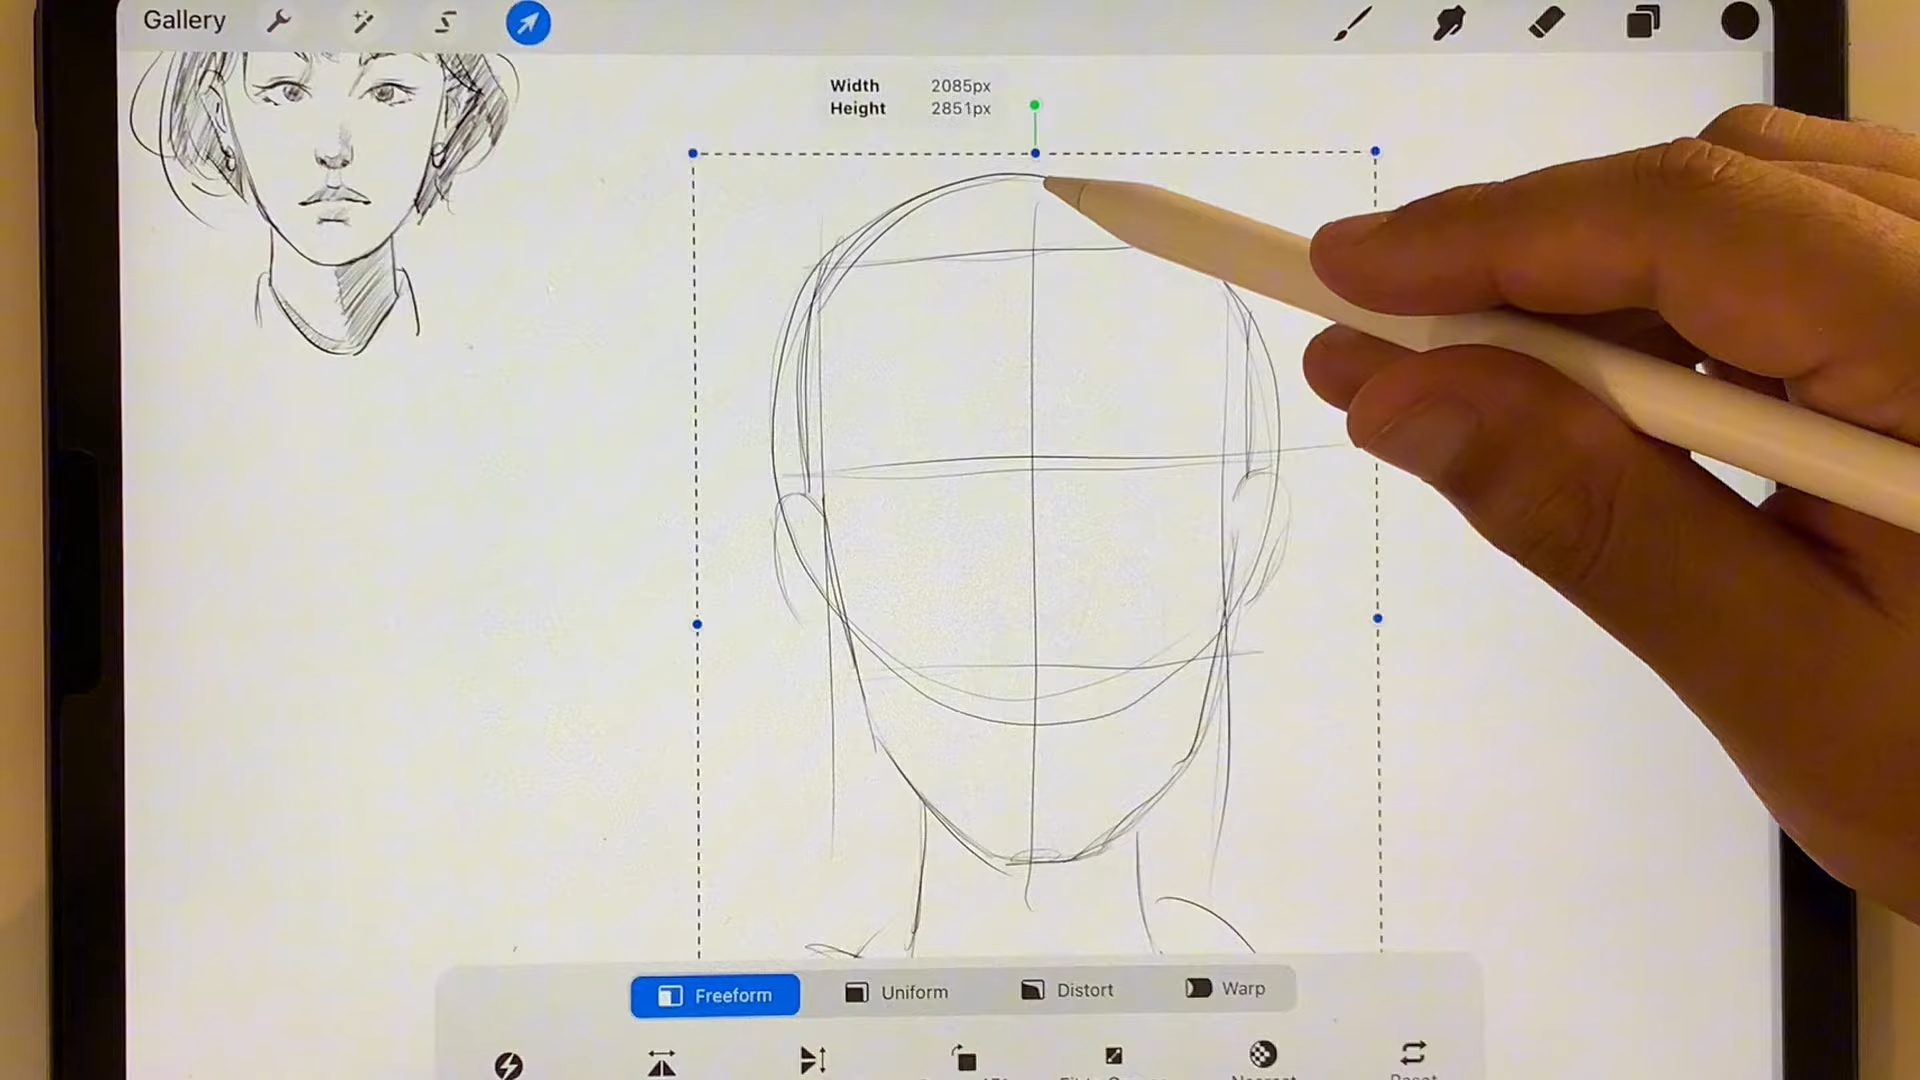 Gallery
Width 2085px
Height 2851px
Freeform Uniform Distort Warp